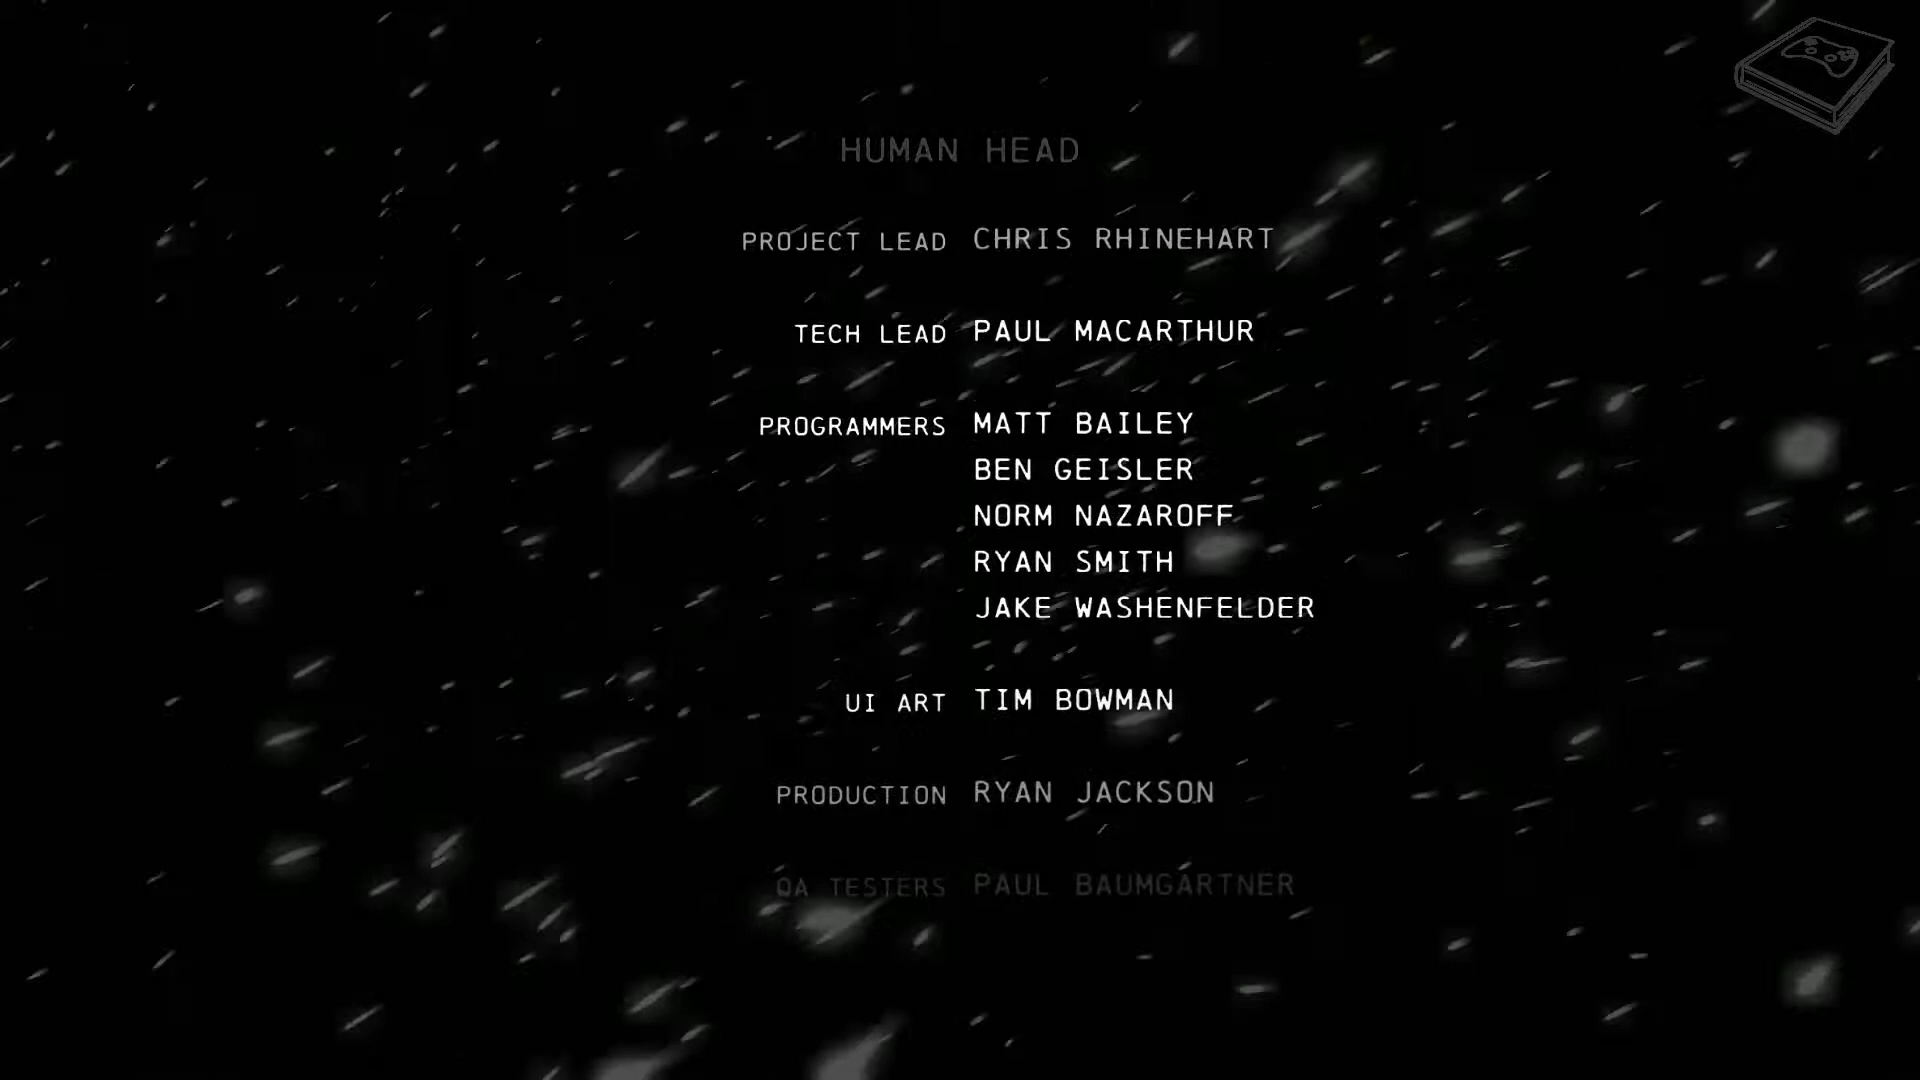 HUMAN HEAD
PROJECT LEAD CHRIS RHINEHART
TECH LEAD PAUL MACARTHUR
PROGRAMMERS MATT BAILEY
BEN GEISLER
NORM NAZAROFF
RYAN SMITH
JAKE WASHENFELDER
UI ART TIM BOWMAN
PRODUCTION RYAN JACKSON
QA TESTERS PAUL BAUMGARTNER